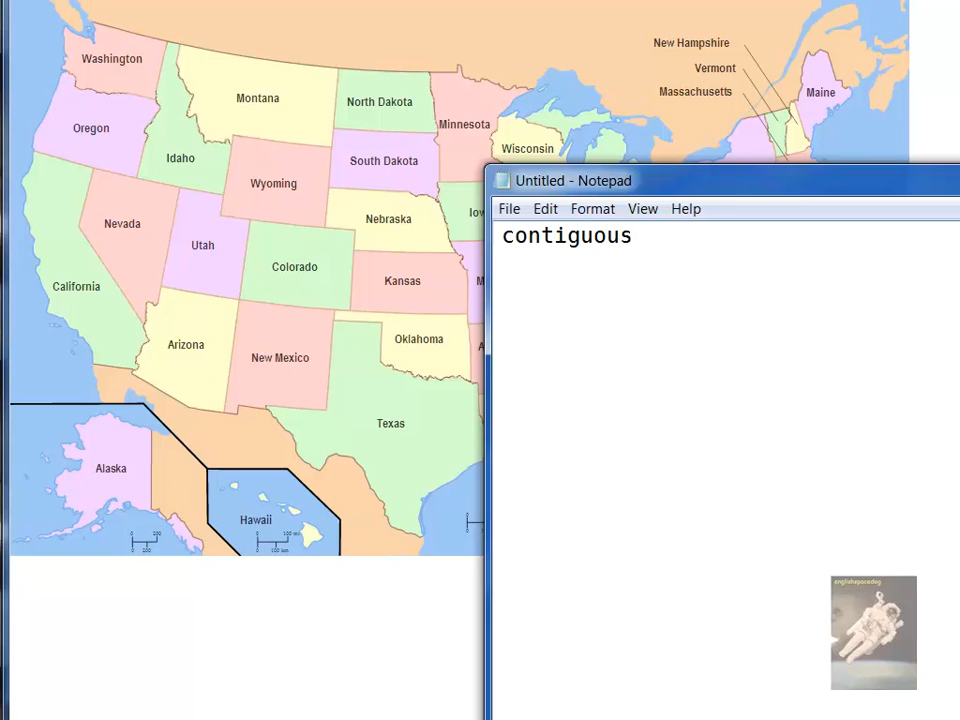 New Hampshire
Washington
Vermont
Massachusetts
Maine
Montana
North Dakota
Minnesota
Oregon
Wisconsin
Idaho
South Dakota
Wyoming
Untitled - Notepad
File Edit Format View Help
Nebraska
Nevada
contiguous
Utah
Colorado
Kansas
California
Oklahoma
Arizona
New Mexico
Texas
Alaska
Hawaii
englishspacedog